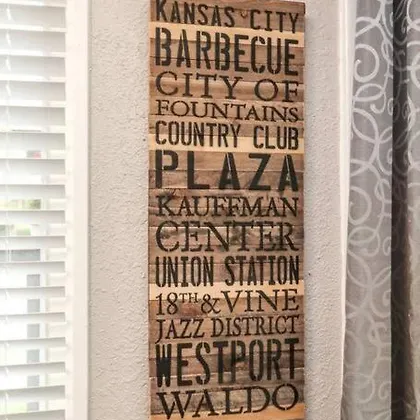 KANSAS CITY
BARBECUE
CITY OF
FOUNTAINS
COUNTRY CLUB
PLAZA
KAUFFMAN
CENTER
UNION STATION
18TH & VINE
JAZZ DISTRICT
WESTPORT
WALDO